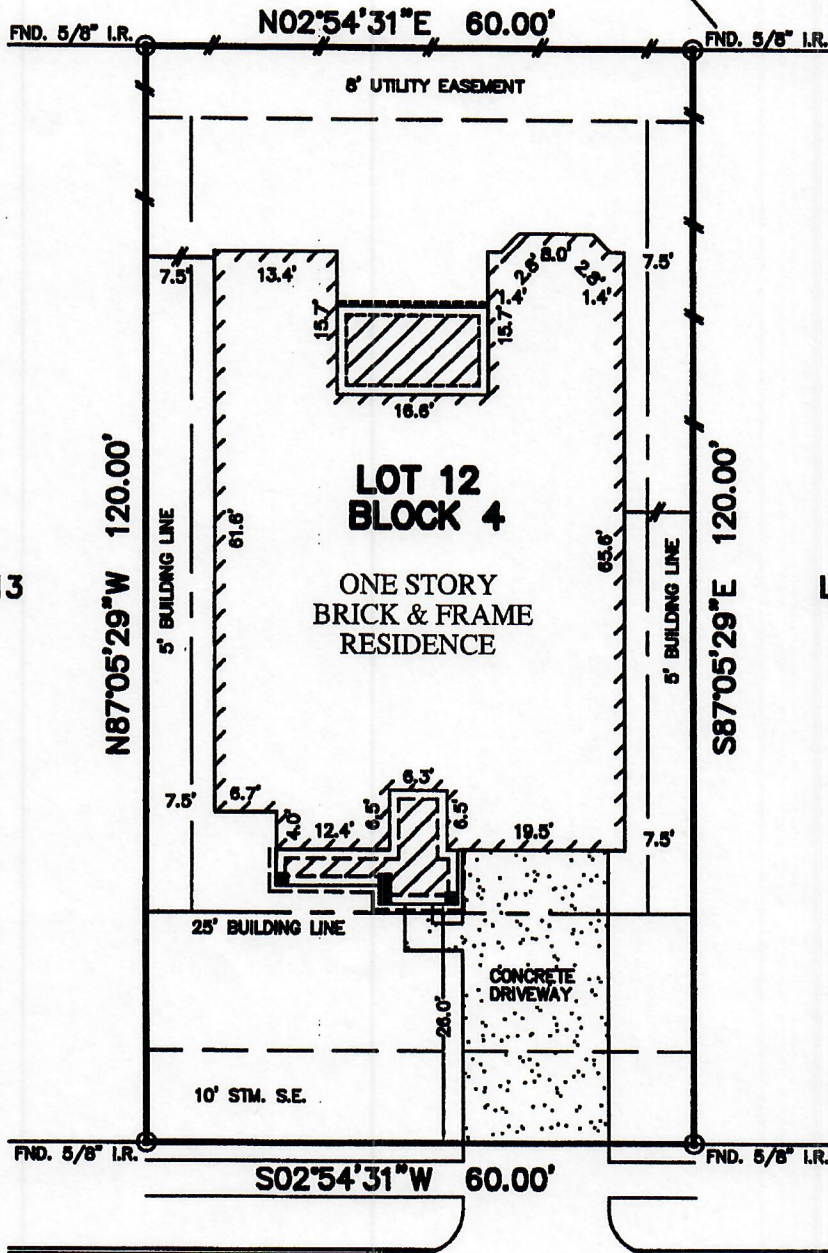 N02°54'31"E 60.00'
FND. 5/8" I.R.
FND. 5/8" I.R.
8' UTILITY EASEMENT
7.5'
13.4'
15.7'
16.6'
15.7'
1.4'
2.8'
8.0'
2.8'
1.4'
7.5'
LOT 12
BLOCK 4
ONE STORY
BRICK & FRAME
RESIDENCE
N87°05'29"W 120.00'
5' BUILDING LINE
61.6'
65.6'
5' BUILDING LINE
S87°05'29"E 120.00'
3
7.5'
6.7'
4.0'
12.4'
6.5'
6.3'
6.5'
19.5'
7.5'
25' BUILDING LINE
26.0'
CONCRETE
DRIVEWAY
10' STM. S.E.
FND. 5/8" I.R.
FND. 5/8" I.R.
S02°54'31"W 60.00'